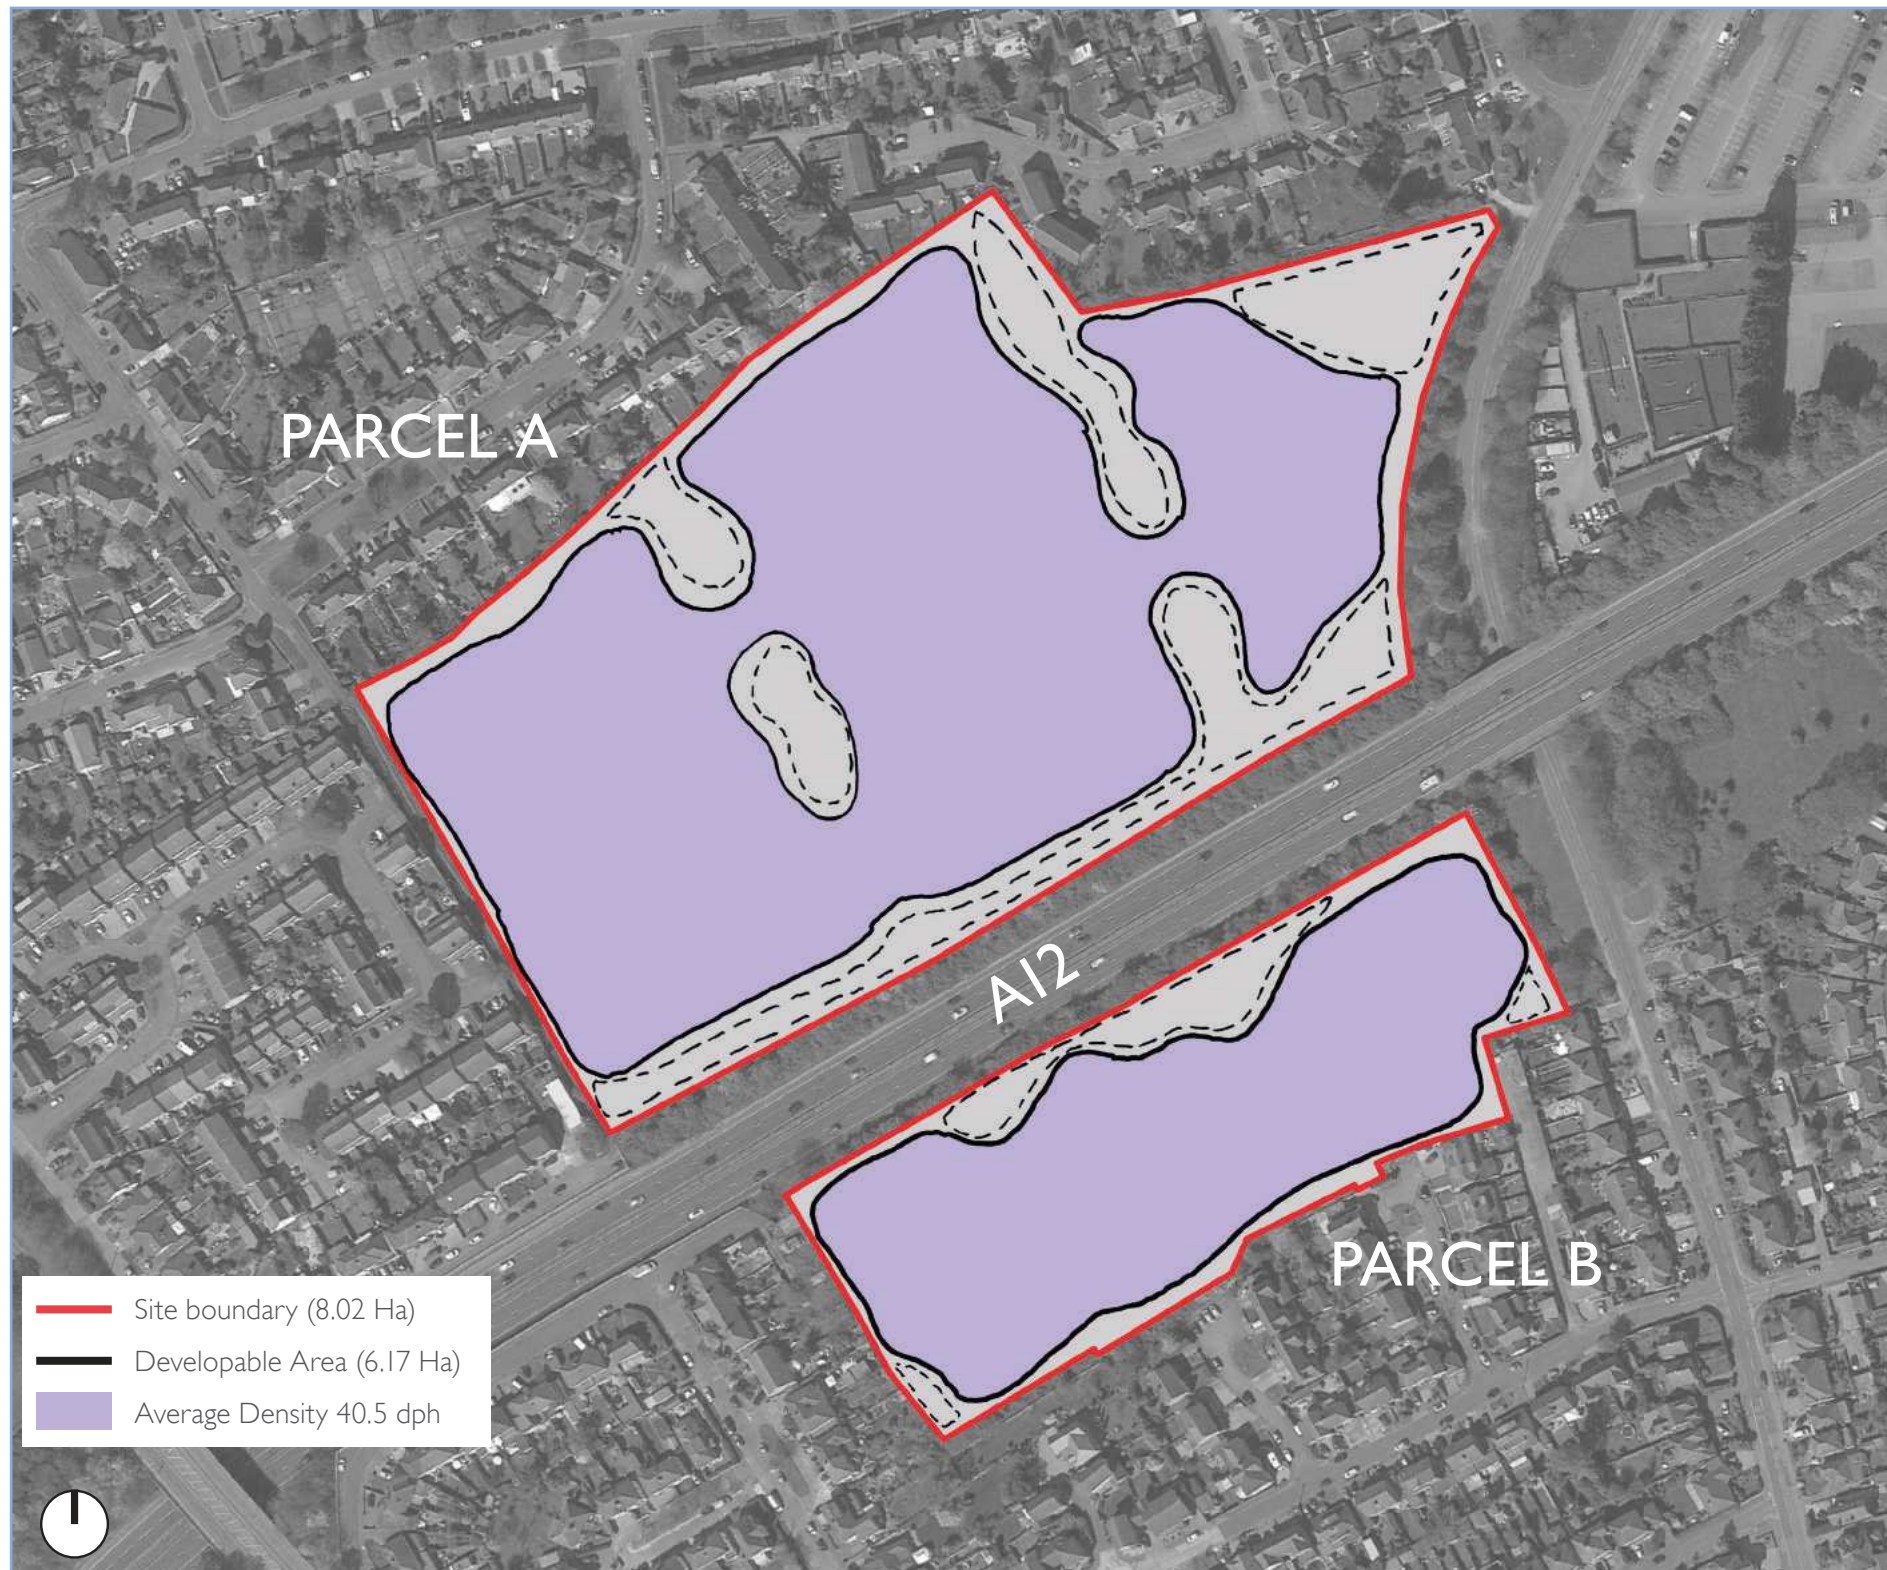 PARCEL A
A12
PARCEL B
Site boundary (8.02 Ha)
Developable Area (6.17 Ha)
Average Density 40.5 dph